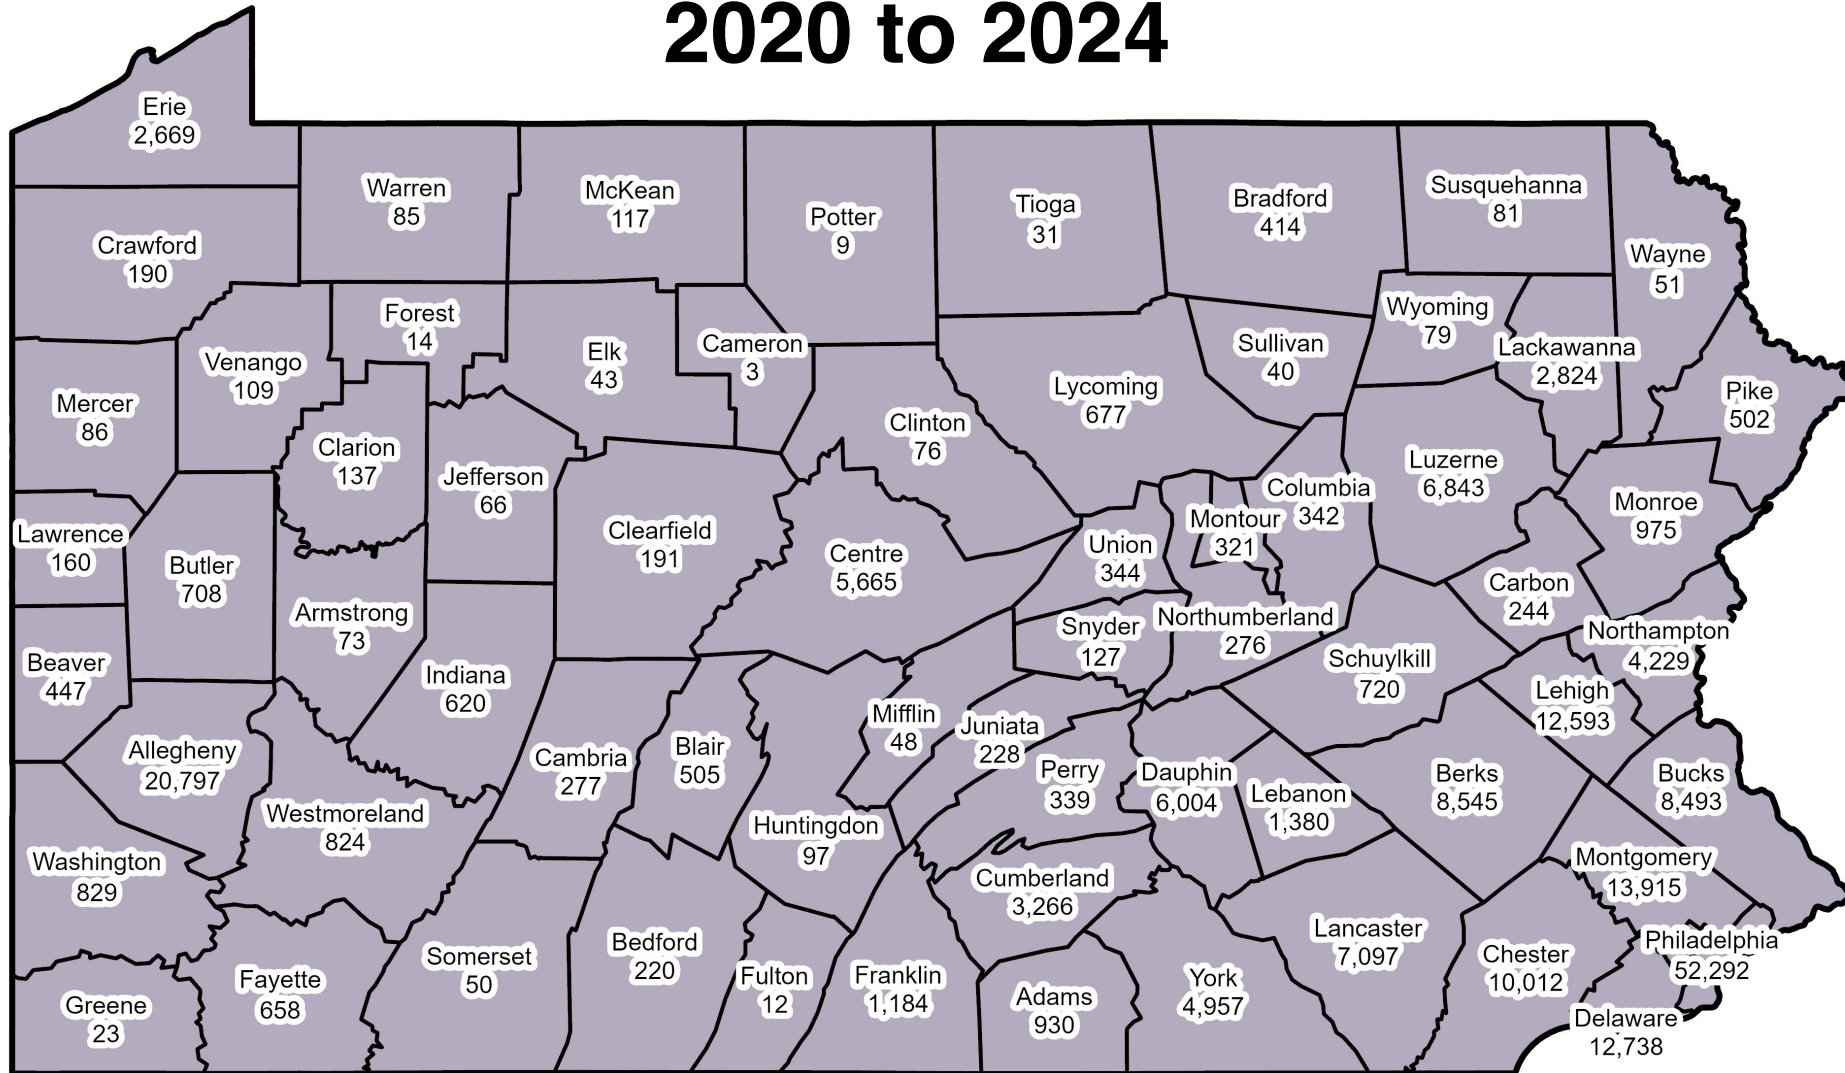 2020 to 2024
Erie
2,669
Warren
85
McKean
117
Potter
9
Tioga
31
Bradford
414
Susquehanna
81
Wayne
51
Crawford
190
Forest
14
Venango
109
Elk
43
Cameron
3
Sullivan
40
Wyoming
79
Lackawanna
2,824
Pike
502
Mercer
86
Clarion
137
Jefferson
66
Clinton
76
Lycoming
677
Luzerne
6,843
Columbia
342
Montour
321
Monroe
975
Lawrence
160
Butler
708
Clearfield
191
Centre
5,665
Union
344
Carbon
244
Armstrong
73
Snyder
127
Northumberland
276
Northampton
4,229
Beaver
447
Indiana
620
Schuylkill
720
Lehigh
12,593
Allegheny
20,797
Cambria
277
Blair
505
Mifflin
48
Juniata
228
Perry
339
Dauphin
6,004
Lebanon
1,380
Berks
8,545
Bucks
8,493
Westmoreland
824
Huntingdon
97
Washington
829
Cumberland
3,266
Montgomery
13,915
Lancaster
7,097
Philadelphia
52,292
Chester
10,012
Somerset
50
Bedford
220
Fulton
12
Franklin
1,184
Adams
930
York
4,957
Fayette
658
Greene
23
Delaware
12,738